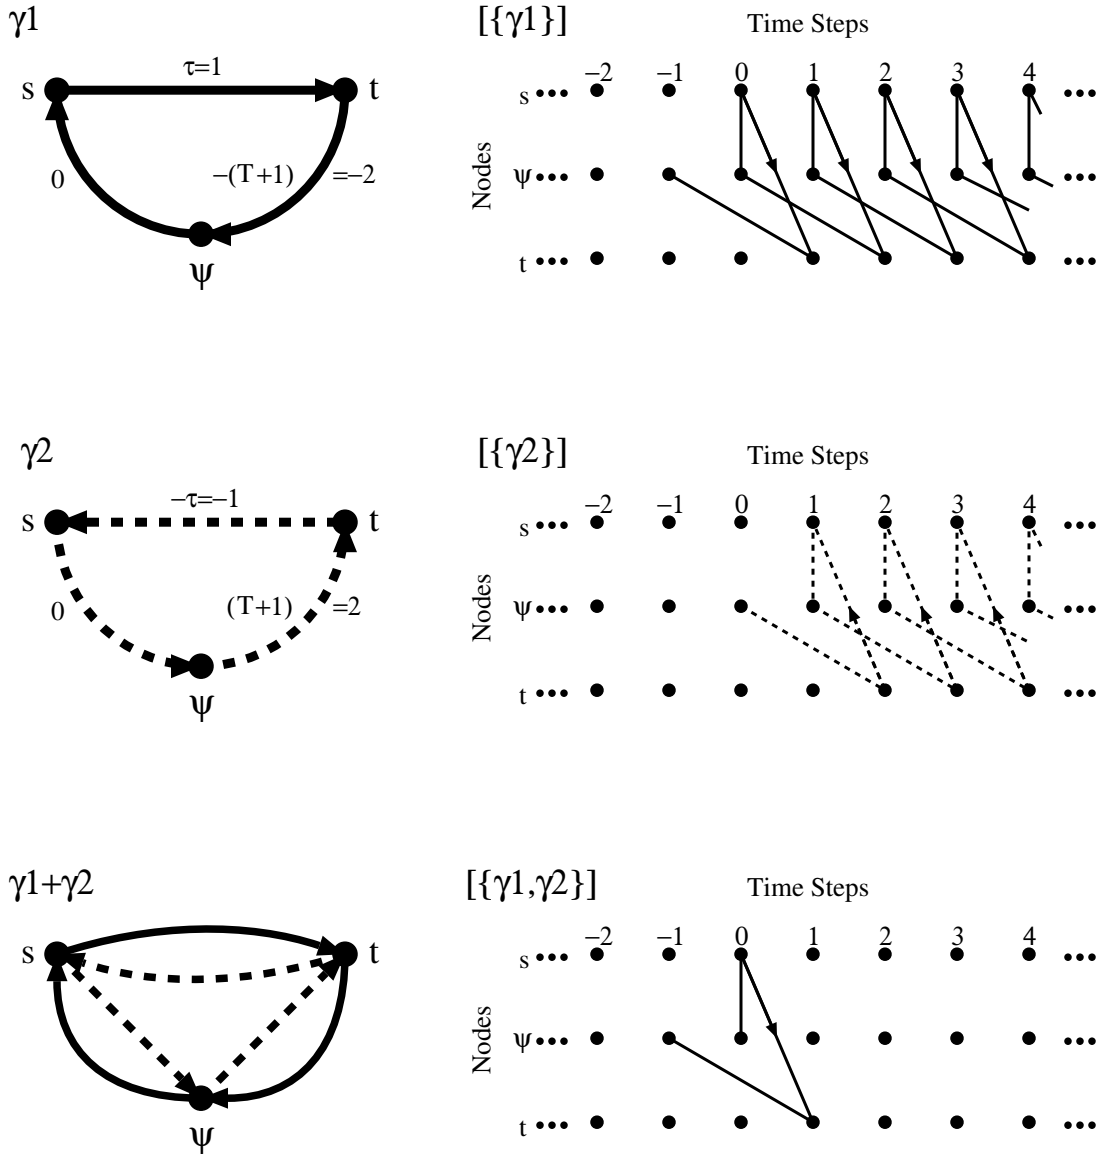 γ1
[{γ1}]
Time Steps
τ=1
s
t
0
−(T+1)
=−2
ψ
−2 −1 0 1 2 3 4
s ••• •••
Nodes
ψ ••• •••
t ••• •••
γ2
[{γ2}]
Time Steps
−τ=−1
s
t
0
(T+1)
=2
ψ
−2 −1 0 1 2 3 4
s ••• •••
Nodes
ψ ••• •••
t ••• •••
γ1+γ2
[{γ1,γ2}]
Time Steps
s
t
ψ
−2 −1 0 1 2 3 4
s ••• •••
Nodes
ψ ••• •••
t ••• •••